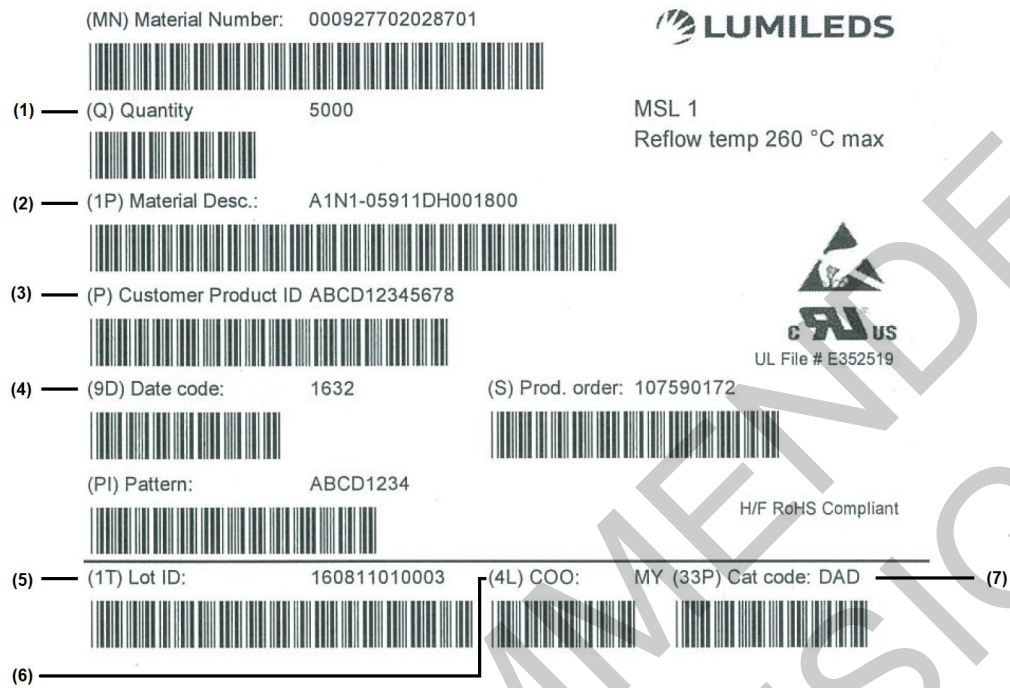 (MN) Material Number: 000927702028701
LUMILEDS
(1) (Q) Quantity 5000
MSL 1
Reflow temp 260 °C max
(2) (1P) Material Desc.: A1N1-05911DH001800
(3) (P) Customer Product ID ABCD12345678
c RU US
UL File # E352519
(4) (9D) Date code: 1632 (S) Prod. order: 107590172
(PI) Pattern: ABCD1234
H/F RoHS Compliant
(5) (1T) Lot ID: 160811010003 (4L) COO: MY (33P) Cat code: DAD (7)
(6)